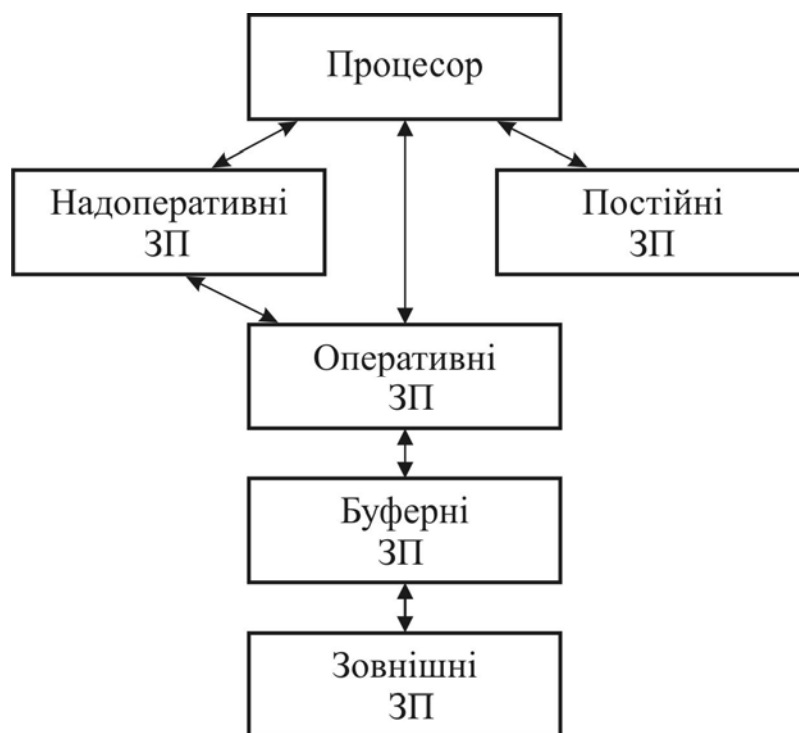 Процесор
Надоперативні
ЗП
Постійні
ЗП
Оперативні
ЗП
Буферні
ЗП
Зовнішні
ЗП